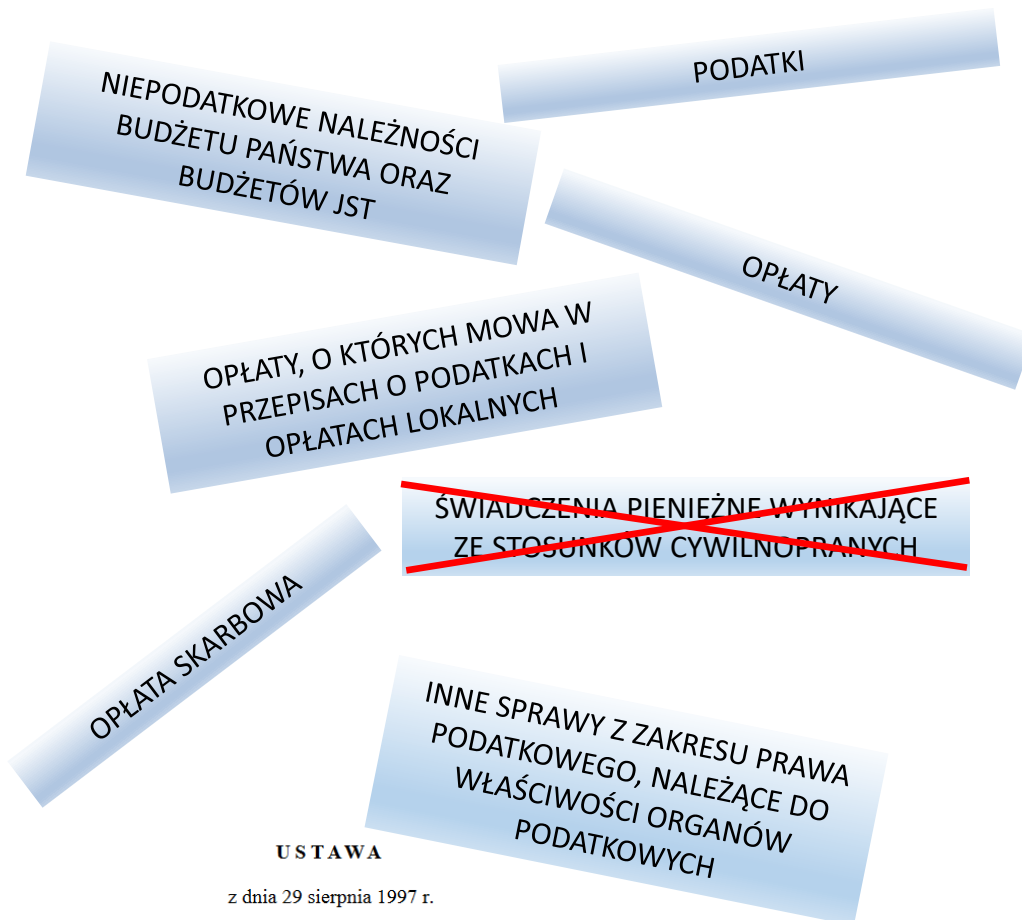 PODATKI
NIEPODATKOWE NALEŻNOŚCI
BUDŻETU PAŃSTWA ORAZ
BUDŻETÓW JST
OPŁATY
OPŁATY, O KTÓRYCH MOWA W
PRZEPISACH O PODATKACH I
OPŁATACH LOKALNYCH
ŚWIADCZENIA PIENIĘŻNE WYNIKAJĄCE
ZE STOSUNKÓW CYWILNOPRANYCH
OPŁATA SKARBOWA
INNE SPRAWY Z ZAKRESU PRAWA
PODATKOWEGO, NALEŻĄCE DO
WŁAŚCIWOŚCI ORGANÓW
PODATKOWYCH
USTAWA
z dnia 29 sierpnia 1997 r.